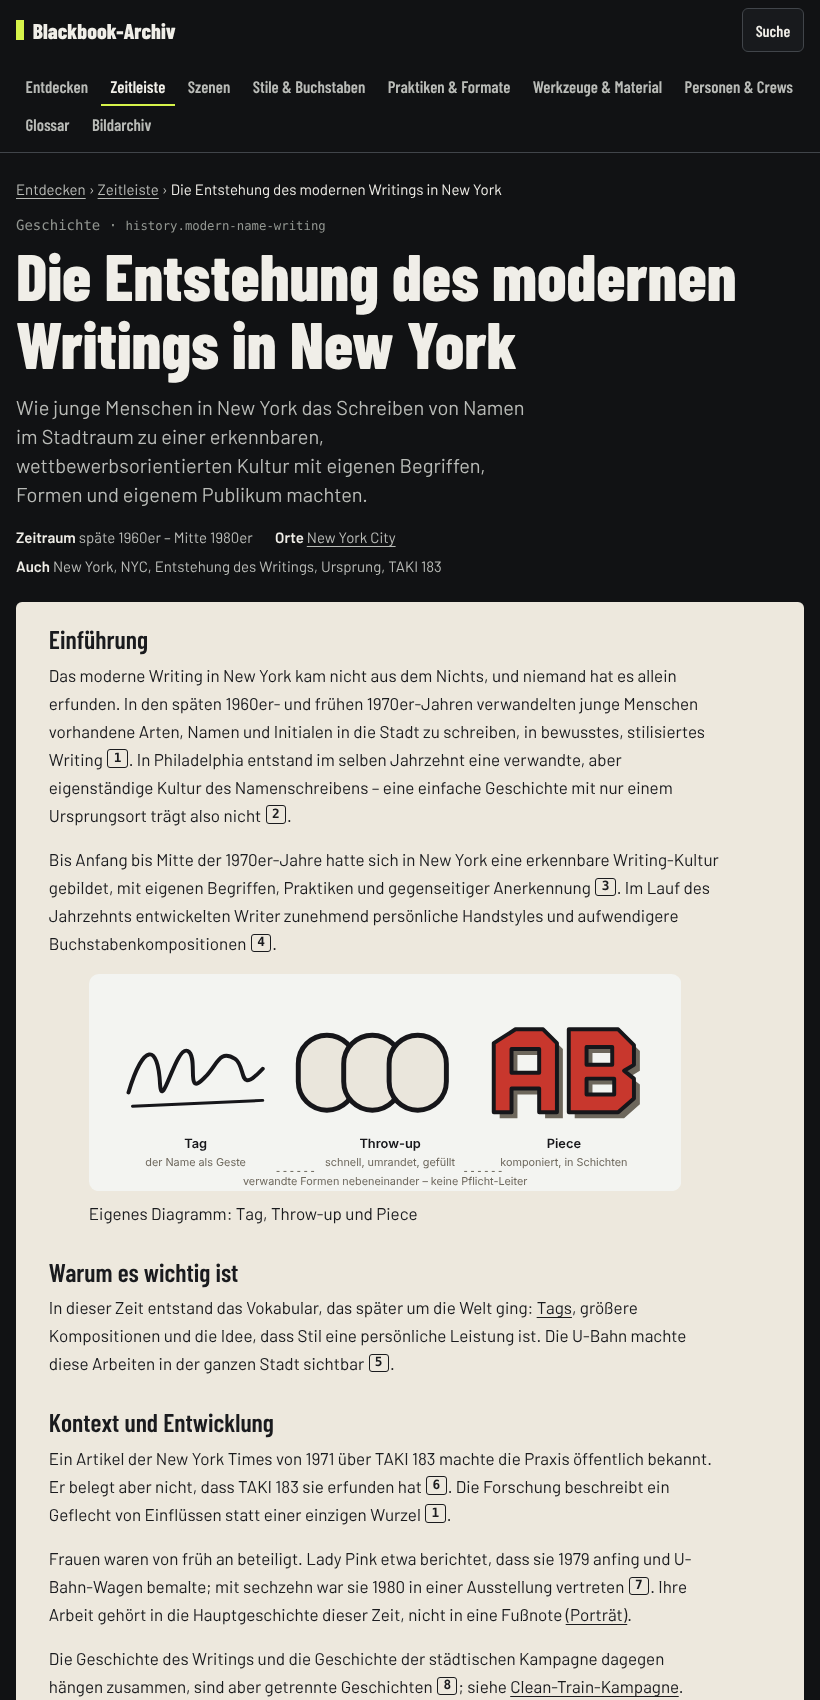 Blackbook-Archiv
Suche
Entdecken Zeitleiste Szenen Stile & Buchstaben Praktiken & Formate Werkzeuge & Material Personen & Crews
Glossar Bildarchiv
Entdecken › Zeitleiste › Die Entstehung des modernen Writings in New York
Geschichte · history.modern-name-writing
Die Entstehung des modernen
Writings in New York
Wie junge Menschen in New York das Schreiben von Namen
im Stadtraum zu einer erkennbaren,
wettbewerbsorientierten Kultur mit eigenen Begriffen,
Formen und eigenem Publikum machten.
Zeitraum späte 1960er – Mitte 1980er Orte New York City
Auch New York, NYC, Entstehung des Writings, Ursprung, TAKI 183
Einführung
Das moderne Writing in New York kam nicht aus dem Nichts, und niemand hat es allein
erfunden. In den späten 1960er- und frühen 1970er-Jahren verwandelten junge Menschen
vorhandene Arten, Namen und Initialen in die Stadt zu schreiben, in bewusstes, stilisiertes
Writing 1. In Philadelphia entstand im selben Jahrzehnt eine verwandte, aber
eigenständige Kultur des Namenschreibens – eine einfache Geschichte mit nur einem
Ursprungsort trägt also nicht 2.
Bis Anfang bis Mitte der 1970er-Jahre hatte sich in New York eine erkennbare Writing-Kultur
gebildet, mit eigenen Begriffen, Praktiken und gegenseitiger Anerkennung 3. Im Lauf des
Jahrzehnts entwickelten Writer zunehmend persönliche Handstyles und aufwendigere
Buchstabenkompositionen 4.
AB
Tag Throw-up Piece
der Name als Geste schnell, umrandet, gefüllt komponiert, in Schichten
verwandte Formen nebeneinander – keine Pflicht-Leiter
Eigenes Diagramm: Tag, Throw-up und Piece
Warum es wichtig ist
In dieser Zeit entstand das Vokabular, das später um die Welt ging: Tags, größere
Kompositionen und die Idee, dass Stil eine persönliche Leistung ist. Die U-Bahn machte
diese Arbeiten in der ganzen Stadt sichtbar 5.
Kontext und Entwicklung
Ein Artikel der New York Times von 1971 über TAKI 183 machte die Praxis öffentlich bekannt.
Er belegt aber nicht, dass TAKI 183 sie erfunden hat 6. Die Forschung beschreibt ein
Geflecht von Einflüssen statt einer einzigen Wurzel 1.
Frauen waren von früh an beteiligt. Lady Pink etwa berichtet, dass sie 1979 anfing und U-
Bahn-Wagen bemalte; mit sechzehn war sie 1980 in einer Ausstellung vertreten 7. Ihre
Arbeit gehört in die Hauptgeschichte dieser Zeit, nicht in eine Fußnote (Porträt).
Die Geschichte des Writings und die Geschichte der städtischen Kampagne dagegen
hängen zusammen, sind aber getrennte Geschichten 8; siehe Clean-Train-Kampagne.